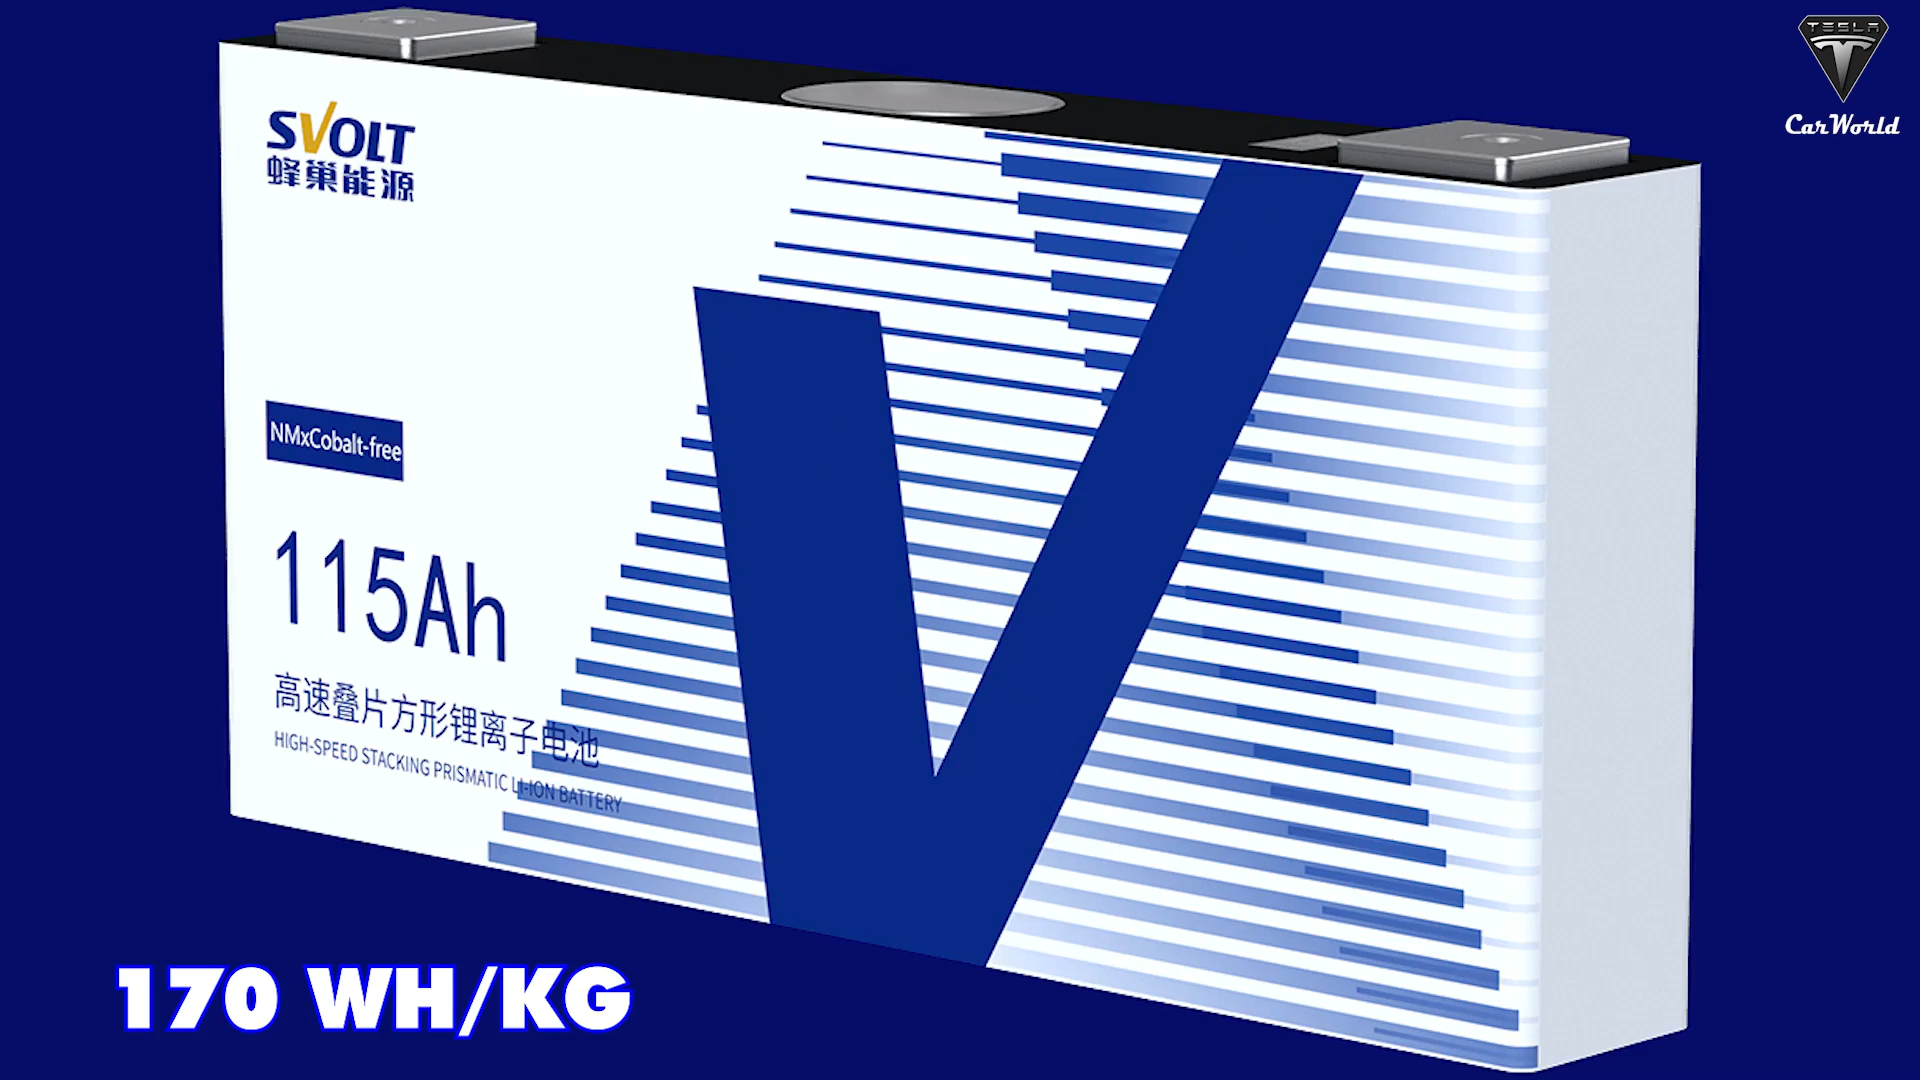 TESLA
CarWorld
SVOLT
蜂巢能源
NMxCobalt-free
115Ah
高速叠片方形锂离子电池
HIGH-SPEED STACKING PRISMATIC LI-ION BATTERY
170 WH/KG